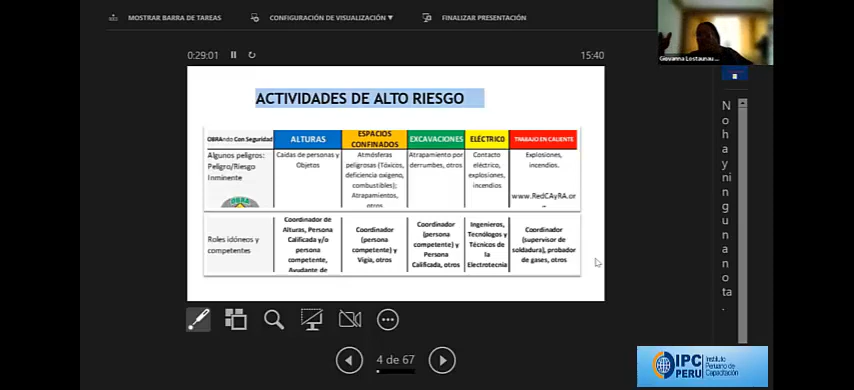 MOSTRAR BARRA DE TAREAS
CONFIGURACIÓN DE VISUALIZACIÓN ▼
FINALIZAR PRESENTACIÓN
Giovanna Lostaunau ...
0:29:01
15:40
ACTIVIDADES DE ALTO RIESGO
OBRAndo Con Seguridad
ALTURAS
ESPACIOS
CONFINADOS
EXCAVACIONES
ELÉCTRICO
TRABAJO EN CALIENTE
Algunos peligros:
Peligro/Riesgo
Inminente
OBRA
Caídas de personas y
Objetos
Atmósferas
peligrosas (Tóxicos,
deficiencia oxigeno,
combustibles);
Atrapamientos,
otros
Atrapamiento por
derrumbes, otros
Contacto
eléctrico,
explosiones,
incendios
Explosiones,
incendios.
www.RedCAyRA.or
Roles idóneos y
competentes
Coordinador de
Alturas, Persona
Calificada y/o
persona
competente,
Ayudante de
Coordinador
(persona
competente) y
Vigía, otros
Coordinador
(persona
competente) y
Persona
Calificada, otros
Ingenieros,
Tecnólogos y
Técnicos de
la
Electrotecnia
Coordinador
(supervisor de
soldadura), probador
de gases, otros
4 de 67
N
o
h a
y
ni
n
g
u
n
a
n
o
ta
.
IPC
PERU
Instituto
Peruano de
Capacitación